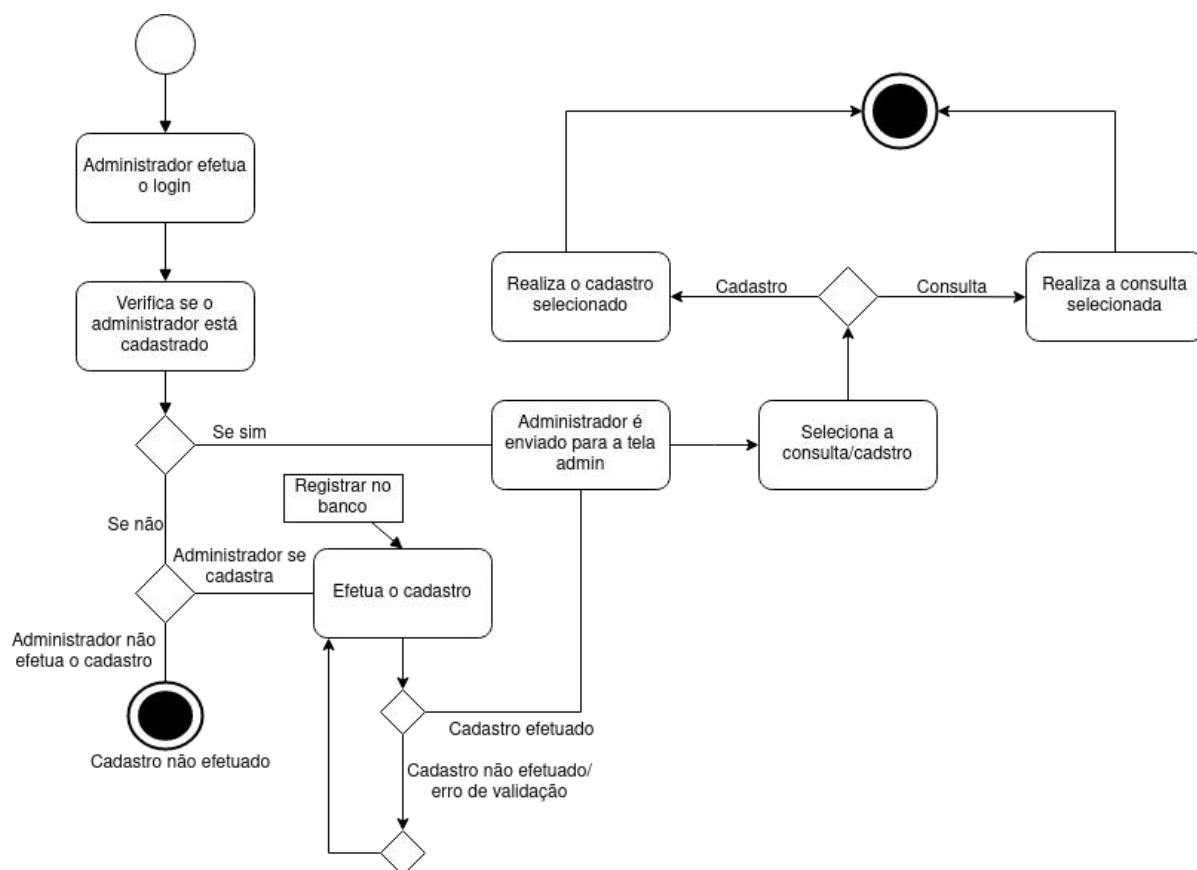 Administrador efetua
o login
Verifica se o
administrador está
cadastrado
Se sim
Se não
Administrador é
enviado para a tela
admin
Seleciona a
consulta/cadstro
Cadastro
Consulta
Realiza o cadastro
selecionado
Realiza a consulta
selecionada
Registrar no
banco
Administrador se
cadastra
Efetua o cadastro
Administrador não
efetua o cadastro
Cadastro não efetuado
Cadastro efetuado
Cadastro não efetuado/
erro de validação